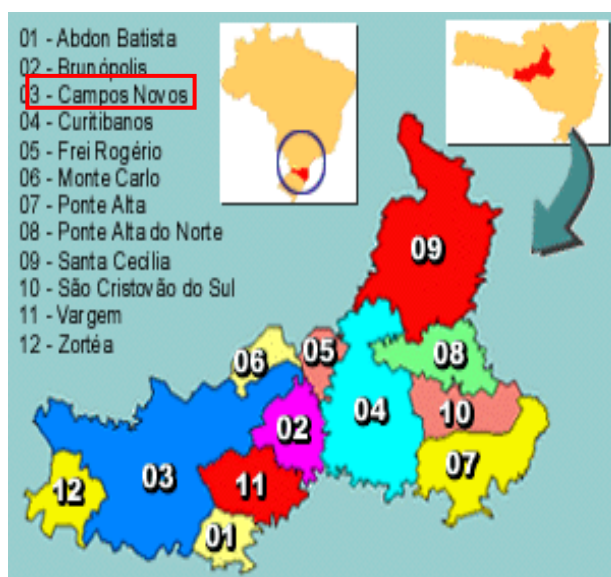 01 - Abdon Batista
02 - Brunópolis
03 - Campos Novos
04 - Curitibanos
05 - Frei Rogério
06 - Monte Carlo
07 - Ponte Alta
08 - Ponte Alta do Norte
09 - Santa Cecília
10 - São Cristovão do Sul
11 - Vargem
12 - Zortéa
09
05
08
06
04
10
02
07
03
11
12
01